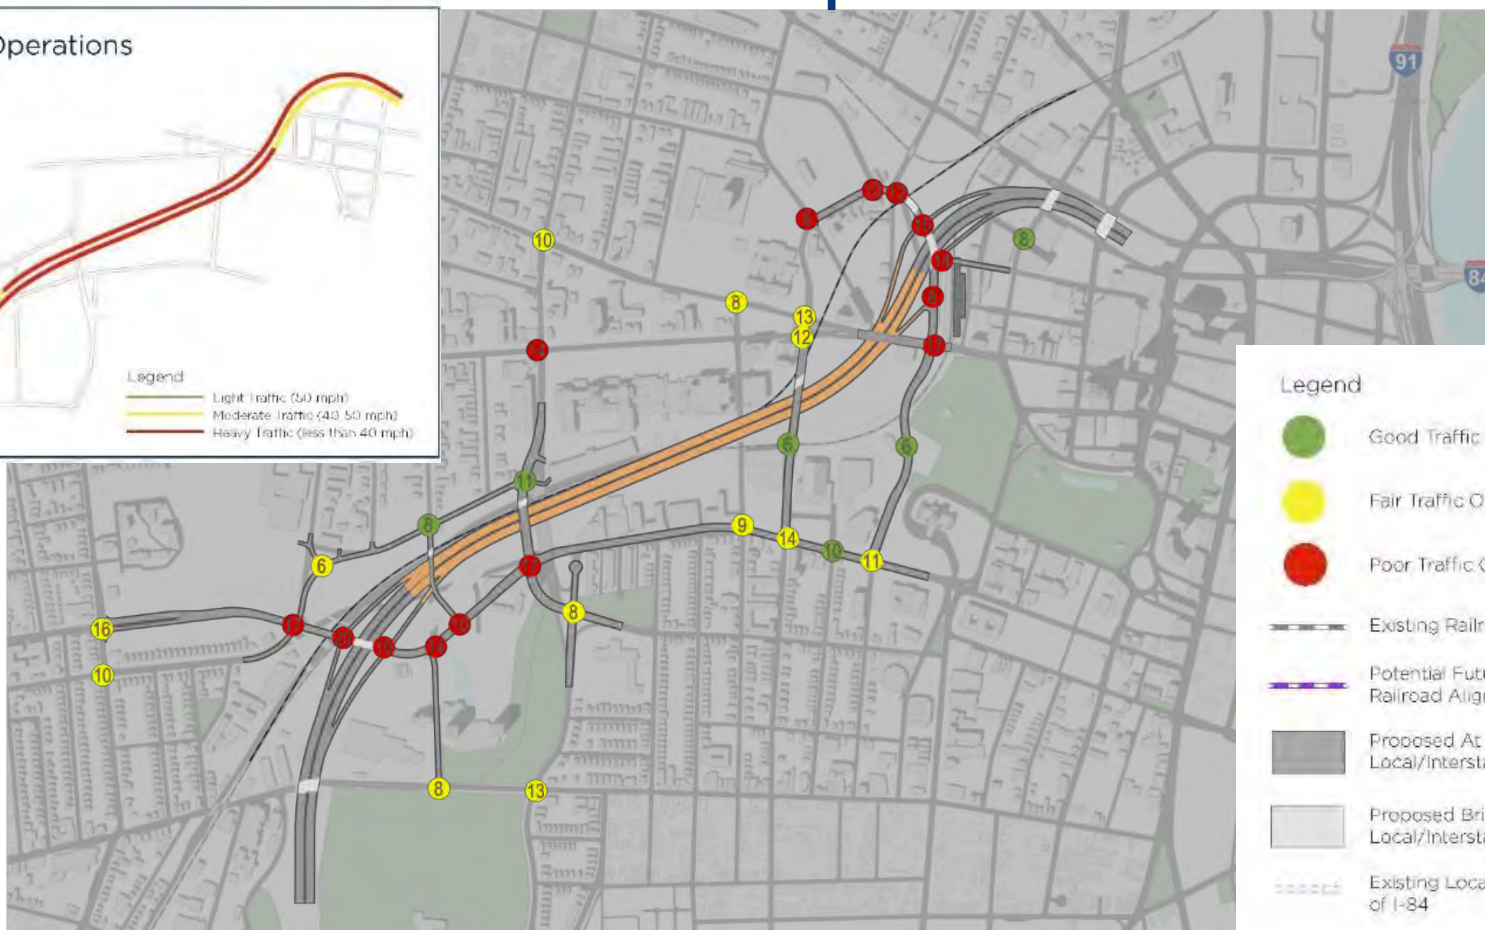 Operations
Legend
Light Traffic (50 mph)
Moderate Traffic (40-50 mph)
Heavy Traffic (less than 40 mph)
91
84
8
10
8
13
12
6
6
11
8
9
14
10
11
6
8
16
10
8
13
Legend
Good Traffic
Fair Traffic O
Poor Traffic
Existing Railr
Potential Futu
Railroad Align
Proposed At
Local/Intersta
Proposed Bri
Local/Intersta
Existing Loca
of I-84